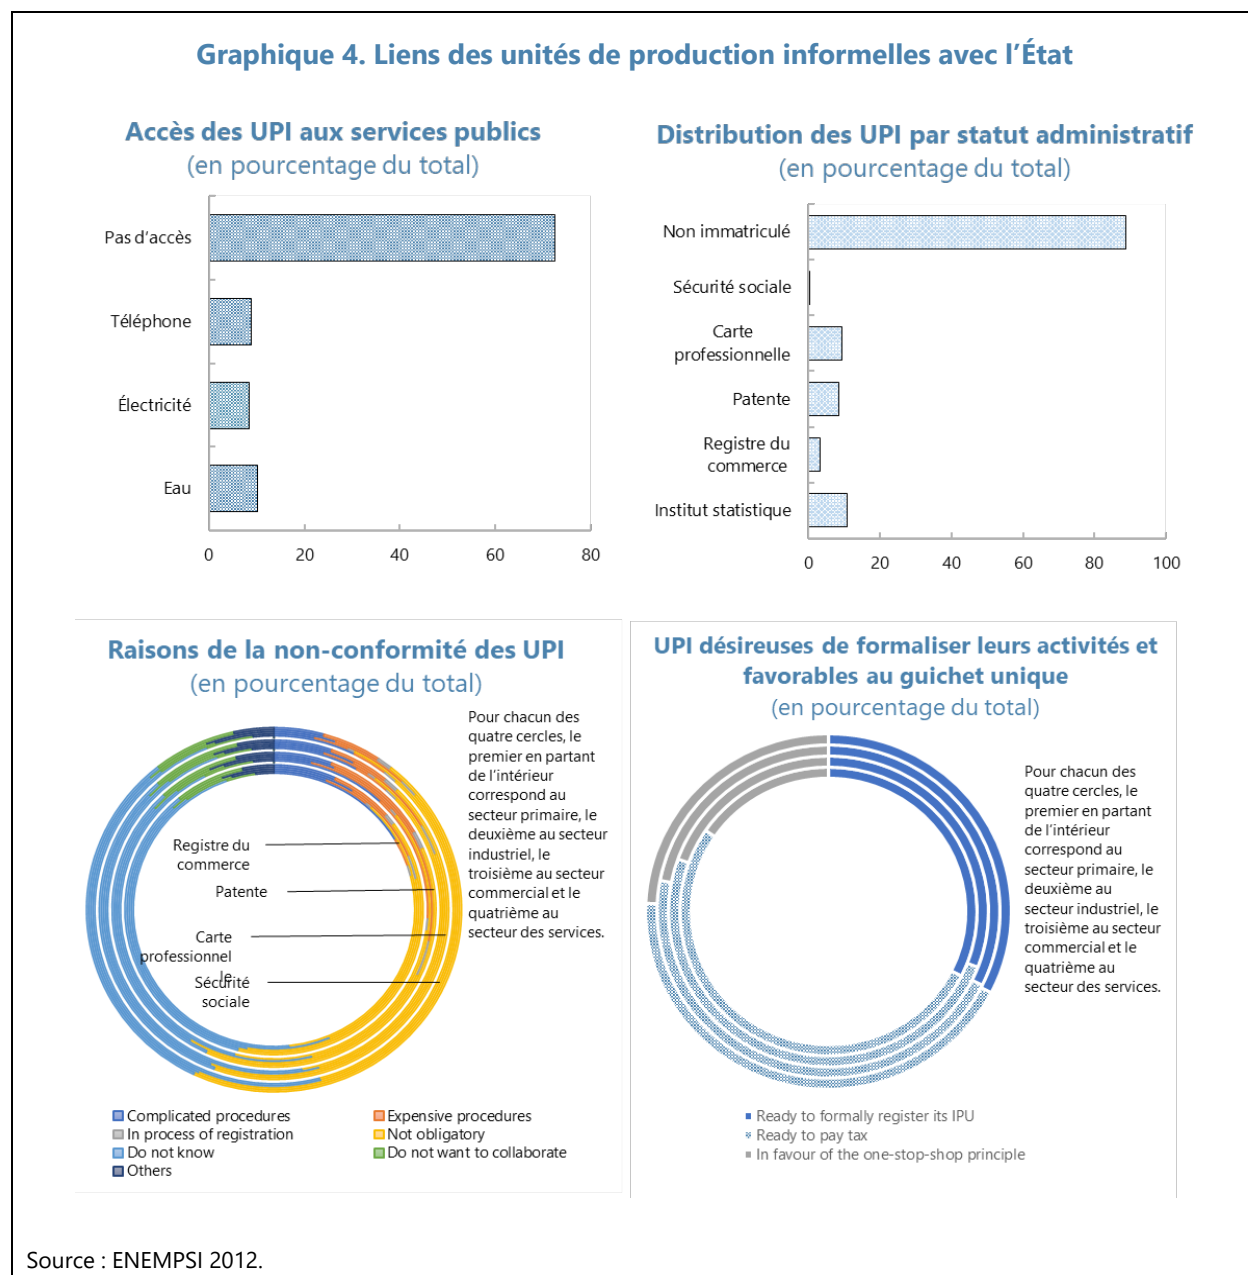 Graphique 4. Liens des unités de production informelles avec l’État
Accès des UPI aux services publics
(en pourcentage du total)
Pas d’accès
Téléphone
Électricité
Eau
0 20 40 60 80
Distribution des UPI par statut administratif
(en pourcentage du total)
Non immatriculé
Sécurité sociale
Carte
professionnelle
Patente
Registre du
commerce
Institut statistique
0 20 40 60 80 100
Raisons de la non-conformité des UPI
(en pourcentage du total)
Pour chacun des
quatre cercles, le
premier en partant
de l’intérieur
correspond au
secteur primaire, le
deuxième au secteur
industriel, le
troisième au secteur
commercial et le
quatrième au
secteur des services.
Registre du
commerce
Patente
Carte
professionnel
le
Sécurité
sociale
Complicated procedures
Expensive procedures
In process of registration
Not obligatory
Do not know
Do not want to collaborate
Others
UPI désireuses de formaliser leurs activités et
favorables au guichet unique
(en pourcentage du total)
Pour chacun des
quatre cercles, le
premier en partant
de l’intérieur
correspond au
secteur primaire, le
deuxième au
secteur industriel, le
troisième au secteur
commercial et le
quatrième au
secteur des services.
Ready to formally register its IPU
Ready to pay tax
In favour of the one-stop-shop principle
Source : ENEMPSI 2012.